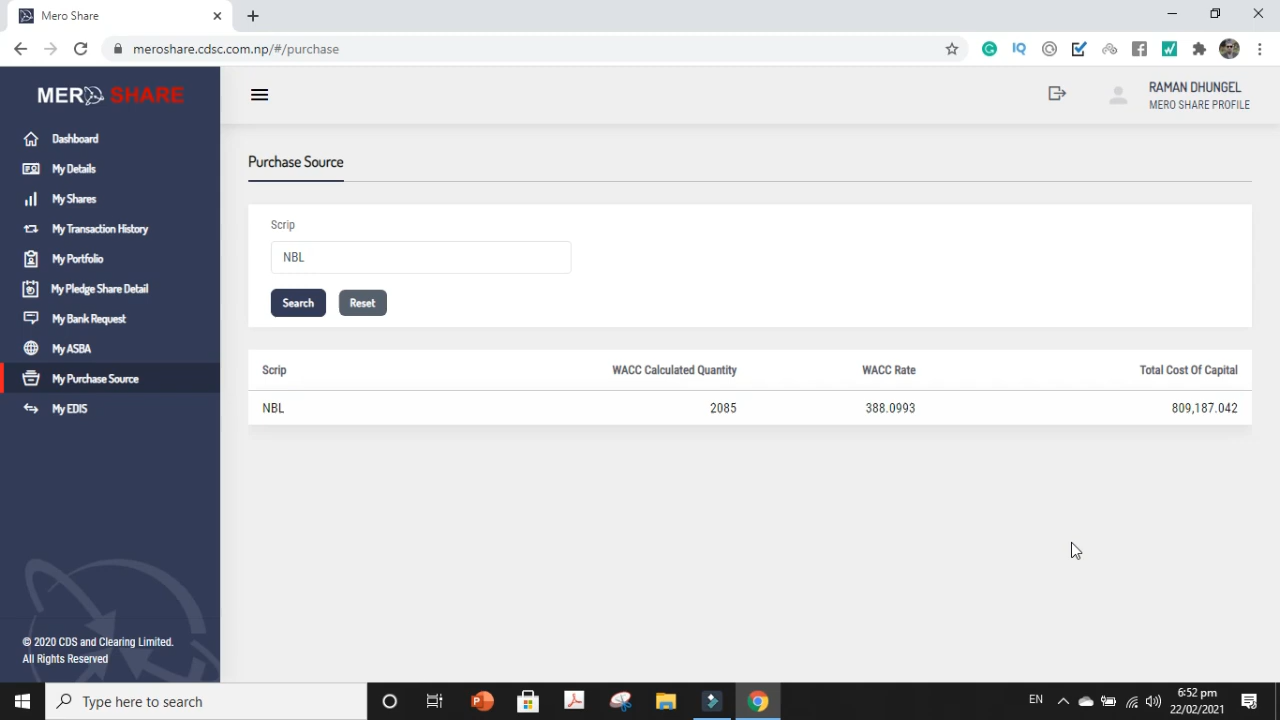 Mero Share
meroshare.cdsc.com.np/#/purchase
IQ
MERO SHARE
RAMAN DHUNGEL
MERO SHARE PROFILE
Dashboard
My Details
My Shares
My Transaction History
My Portfolio
My Pledge Share Detail
My Bank Request
My ASBA
My Purchase Source
My EDIS
Purchase Source
Scrip
NBL
Search Reset
Scrip WACC Calculated Quantity WACC Rate Total Cost Of Capital
NBL 2085 388.0993 809,187.042
© 2020 CDS and Clearing Limited.
All Rights Reserved
Type here to search
EN
6:52 pm
22/02/2021